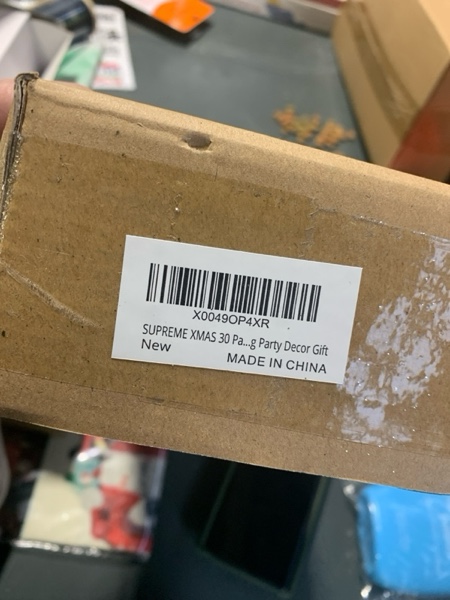 X0049OP4XR
SUPREME XMAS 30 Pa...g Party Decor Gift
New
MADE IN CHINA